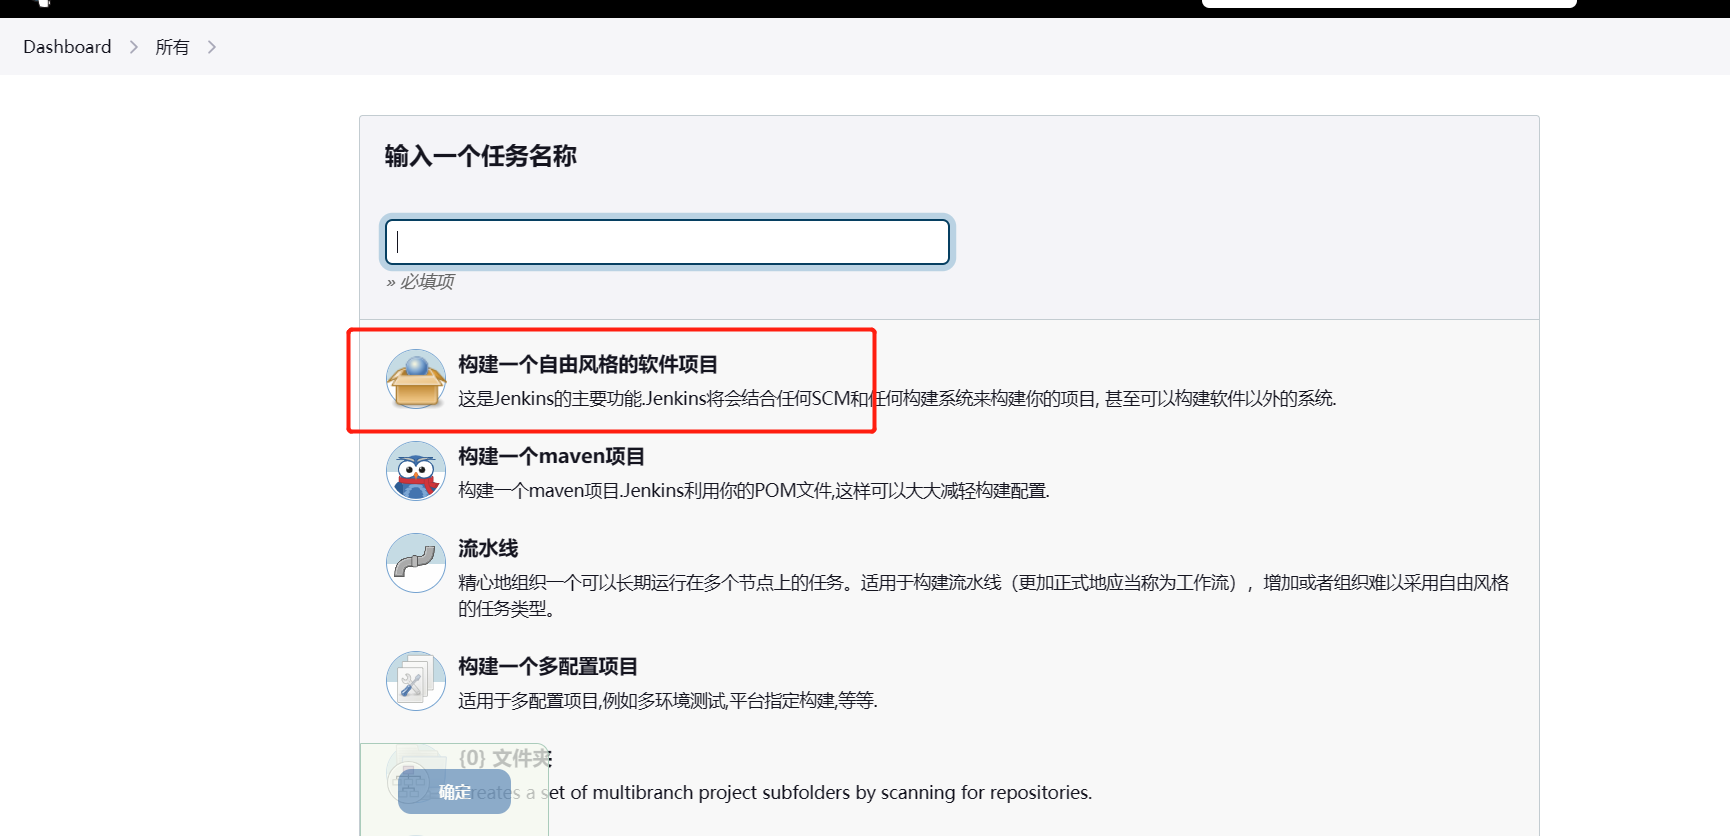 Dashboard
所有
输入一个任务名称
» 必填项
构建一个自由风格的软件项目
这是Jenkins的主要功能.Jenkins将会结合任何SCM和任何构建系统来构建你的项目, 甚至可以构建软件以外的系统.
构建一个maven项目
构建一个maven项目.Jenkins利用你的POM文件,这样可以大大减轻构建配置.
流水线
精心地组织一个可以长期运行在多个节点上的任务。适用于构建流水线（更加正式地应当称为工作流），增加或者组织难以采用自由风格
的任务类型。
构建一个多配置项目
适用于多配置项目,例如多环境测试,平台指定构建,等等.
{0} 文件夹
确定
a set of multibranch project subfolders by scanning for repositories.